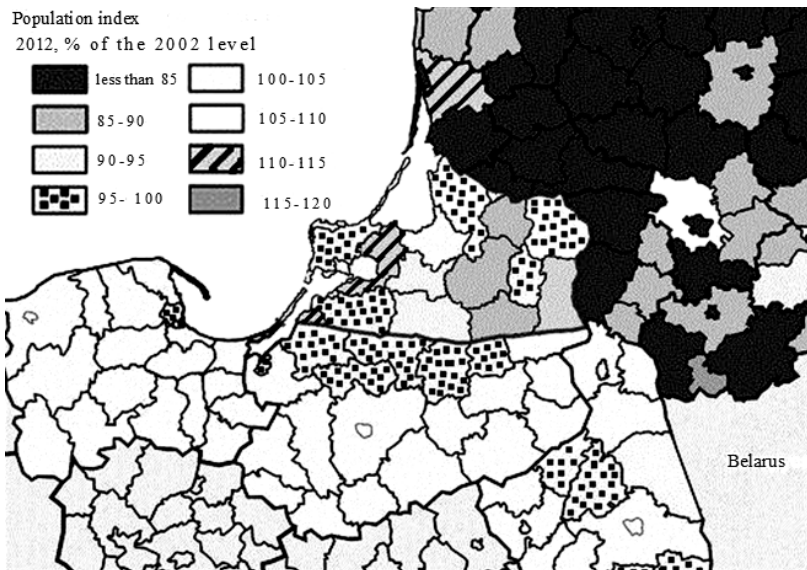 Population index
2012, % of the 2002 level
less than 85
100-105
85-90
105-110
90-95
110-115
95- 100
115-120
Belarus